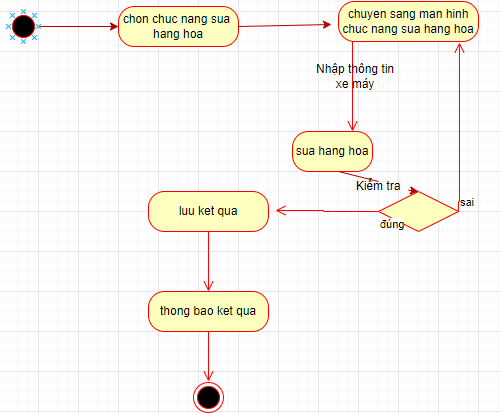 chon chuc nang sua
hang hoa
chuyen sang man hinh
chuc nang sua hang hoa
Nhập thông tin
xe máy
sua hang hoa
Kiểm tra
sai
đúng
luu ket qua
thong bao ket qua